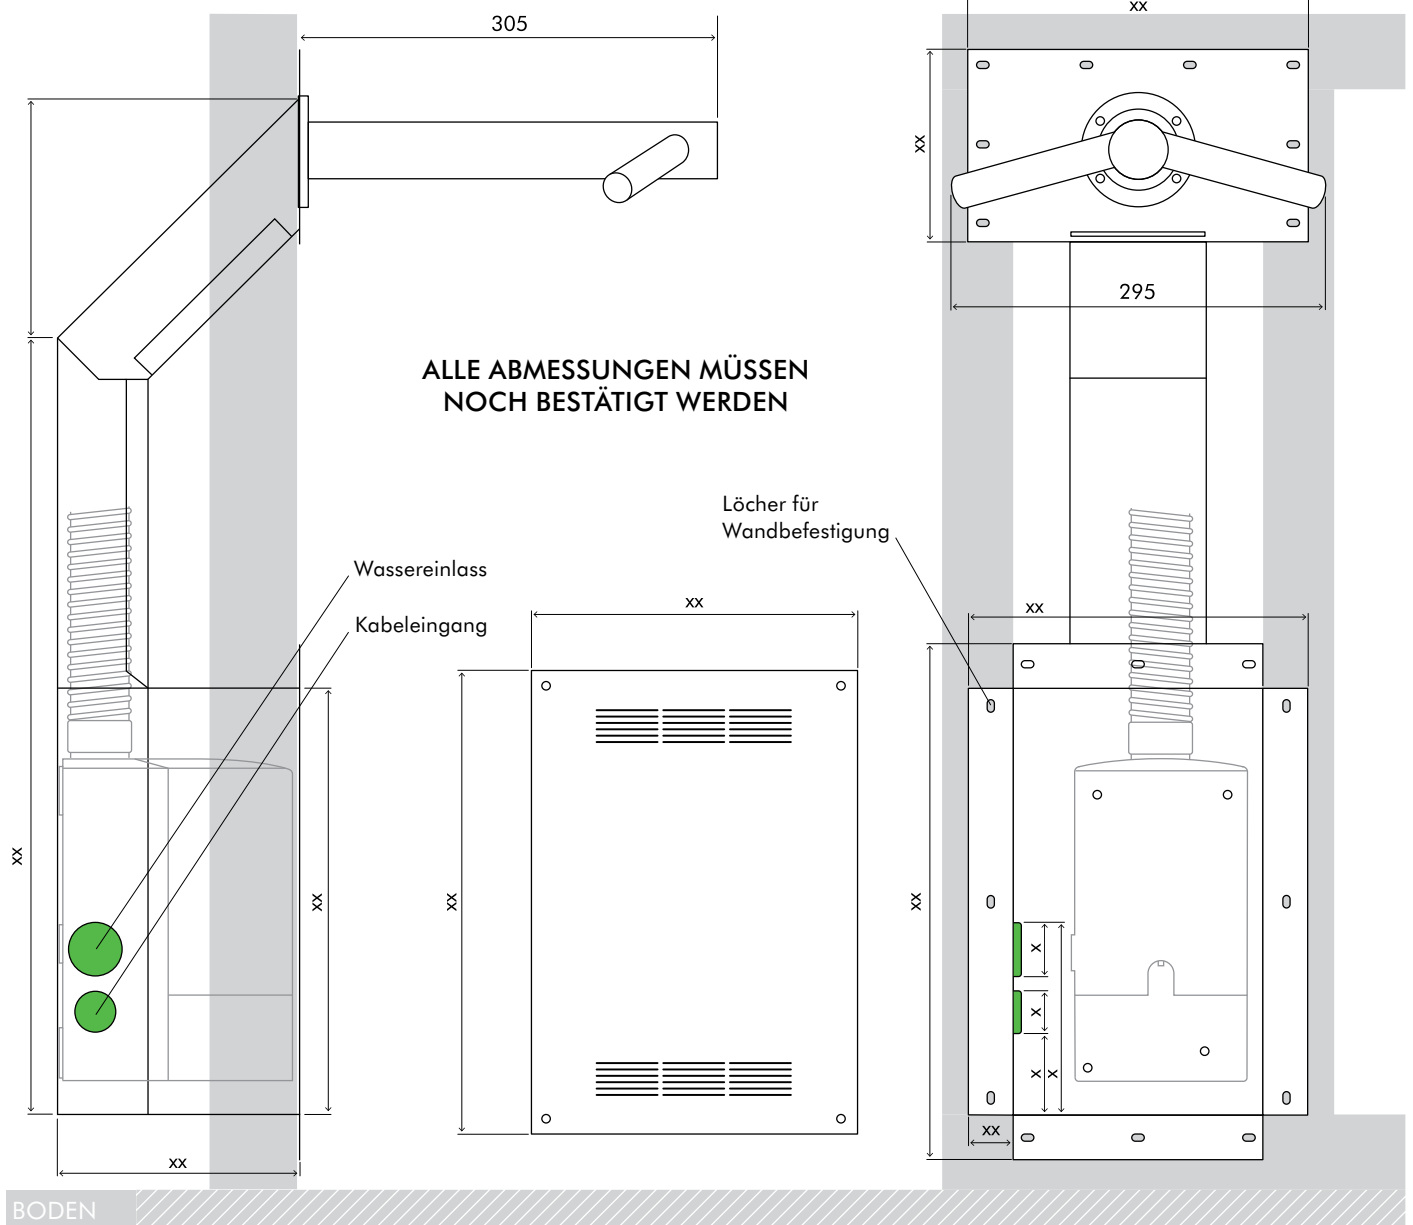 305
xx
xx
295
ALLE ABMESSUNGEN MÜSSEN
NOCH BESTÄTIGT WERDEN
Löcher für
Wandbefestigung
Wassereinlass
Kabeleingang
xx
xx
xx
xx
xx
xx
x
x
x
x
xx
xx
BODEN